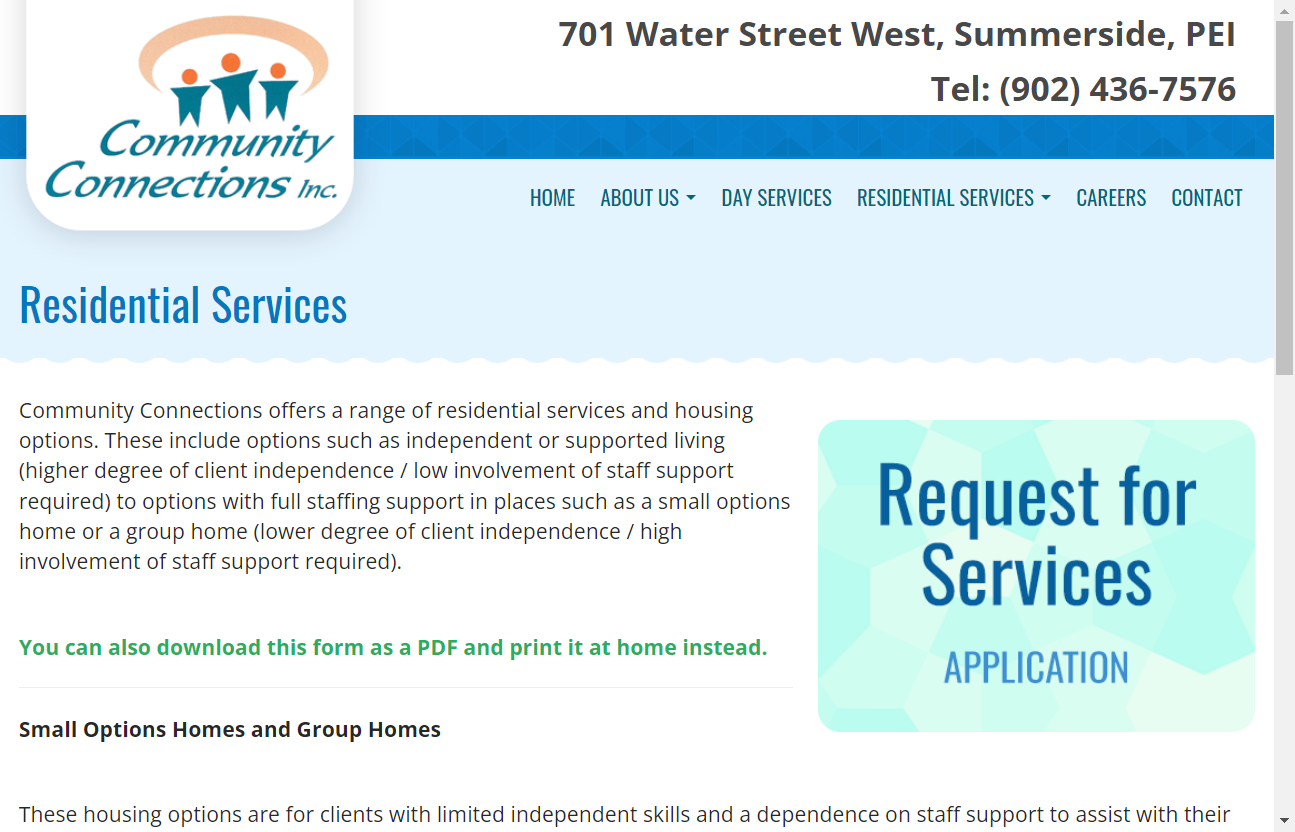 701 Water Street West, Summerside, PEI
Tel: (902) 436-7576
Community
Connections Inc.
HOME ABOUT US DAY SERVICES RESIDENTIAL SERVICES CAREERS CONTACT
Residential Services
Community Connections offers a range of residential services and housing
options. These include options such as independent or supported living
(higher degree of client independence / low involvement of staff support
required) to options with full staffing support in places such as a small options
home or a group home (lower degree of client independence / high
involvement of staff support required).
Request for
Services
APPLICATION
You can also download this form as a PDF and print it at home instead.
Small Options Homes and Group Homes
These housing options are for clients with limited independent skills and a dependence on staff support to assist with their